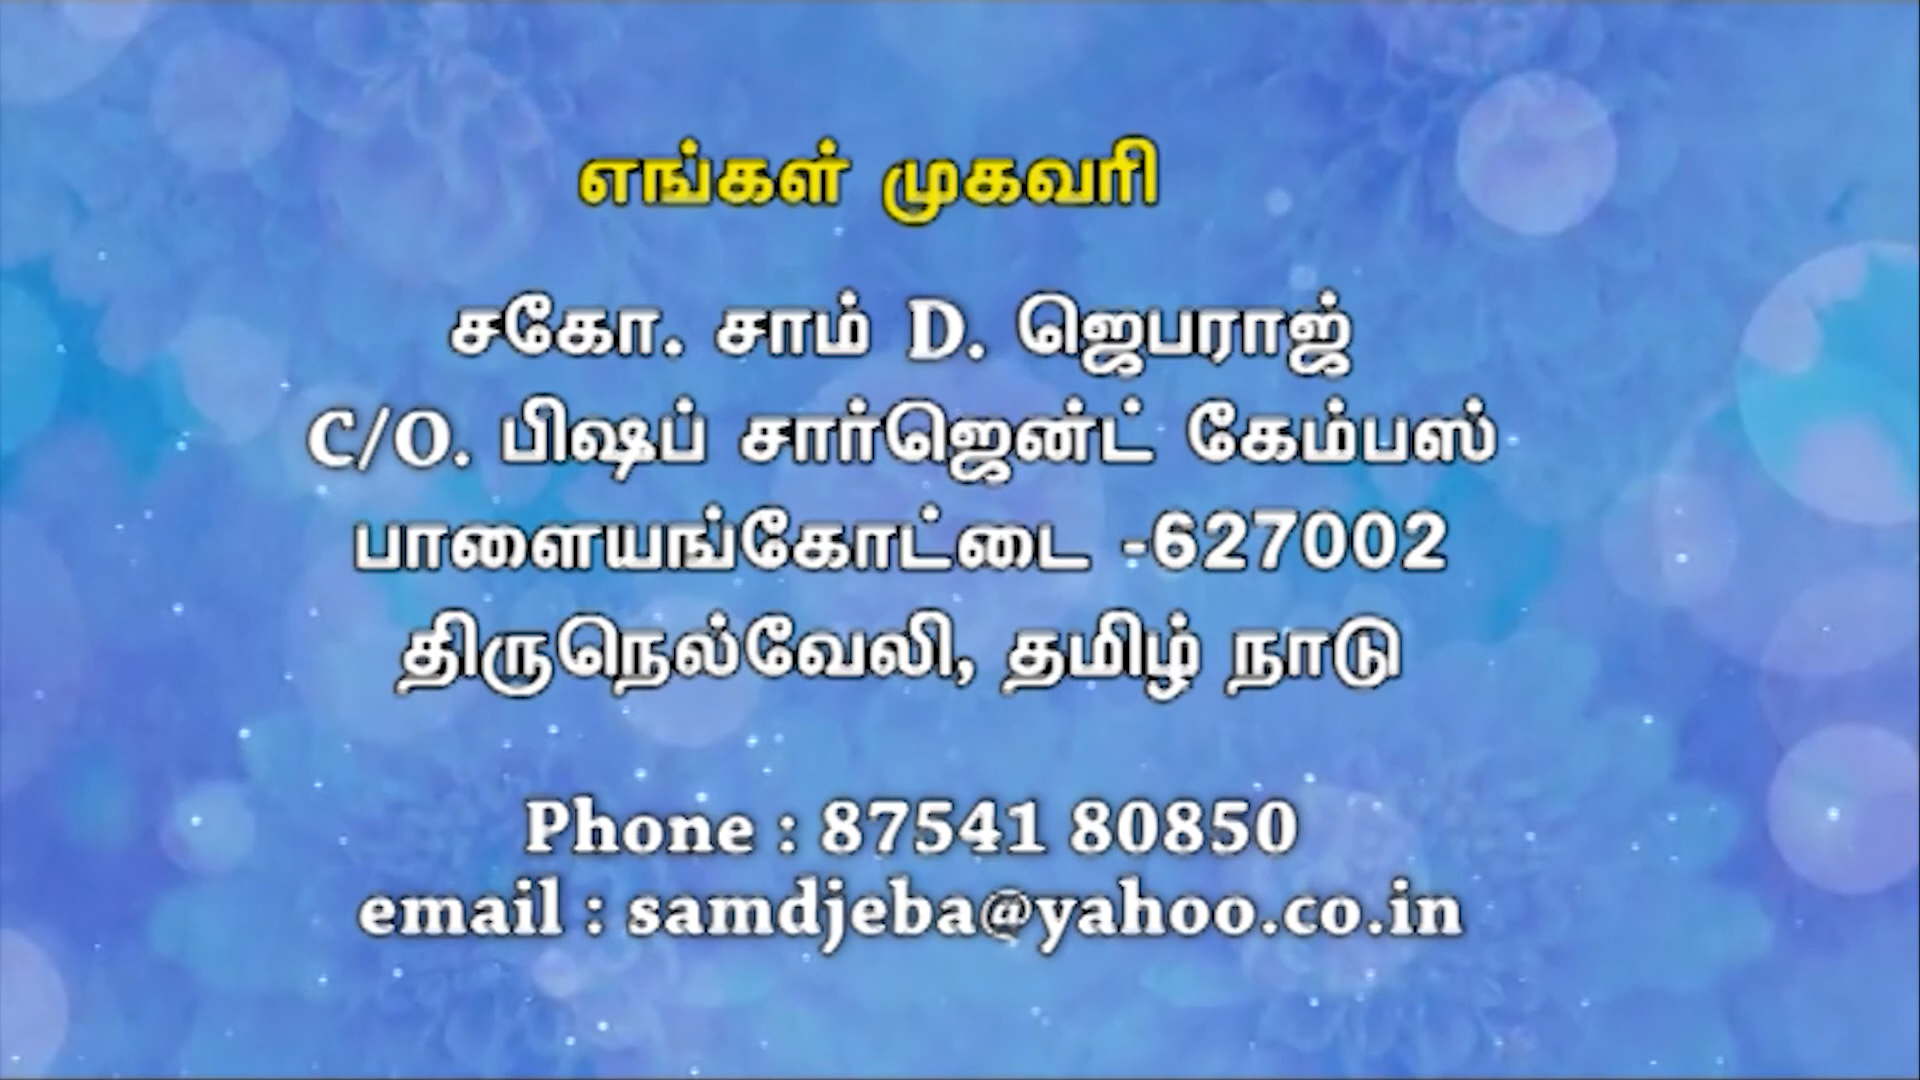 எங்கள் முகவரி
சகோ. சாம் D. ஜெபராஜ்
C/O. பிஷப் சார்ஜென்ட் கேம்பஸ்
பாளையங்கோட்டை -627002
திருநெல்வேலி, தமிழ் நாடு
Phone : 87541 80850
email : samdjeba@yahoo.co.in